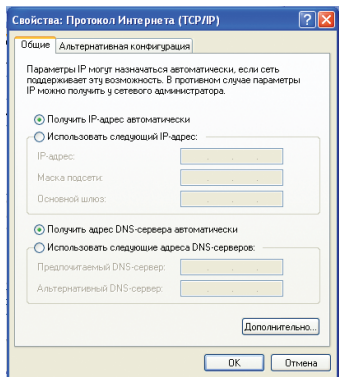 Свойства: Протокол Интернета (TCP/IP)
Общие
Альтернативная конфигурация
Параметры IP могут назначаться автоматически, если сеть
поддерживает эту возможность. В противном случае параметры
IP можно получить у сетевого администратора.
Получить IP-адрес автоматически
Использовать следующий IP-адрес:
IP-адрес:
Маска подсети:
Основной шлюз:
Получить адрес DNS-сервера автоматически
Использовать следующие адреса DNS-серверов:
Предпочитаемый DNS-сервер:
Альтернативный DNS-сервер:
Дополнительно...
OK
Отмена